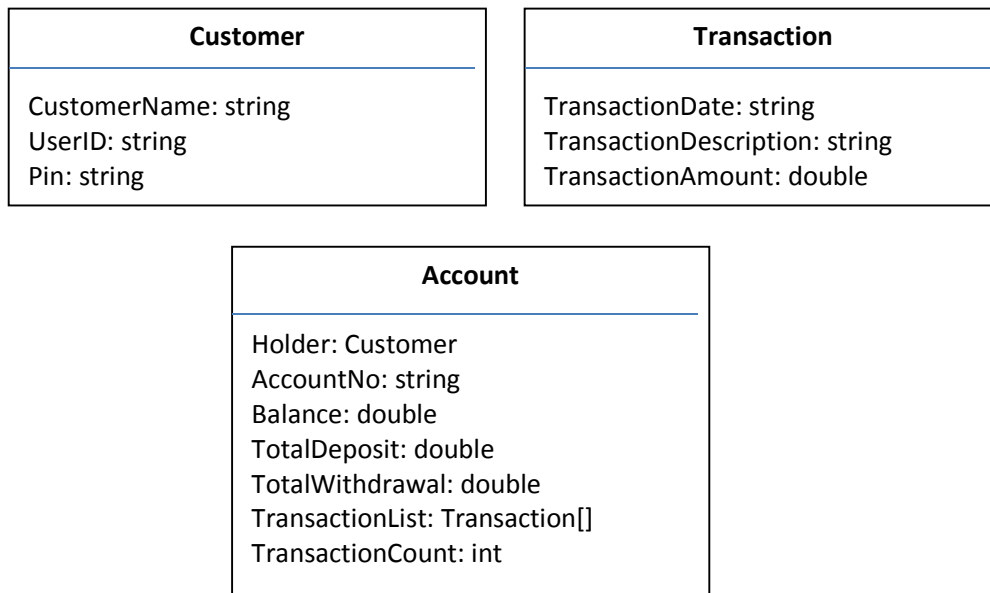 Customer
CustomerName: string
UserID: string
Pin: string
Transaction
TransactionDate: string
TransactionDescription: string
TransactionAmount: double
Account
Holder: Customer
AccountNo: string
Balance: double
TotalDeposit: double
TotalWithdrawal: double
TransactionList: Transaction[]
TransactionCount: int